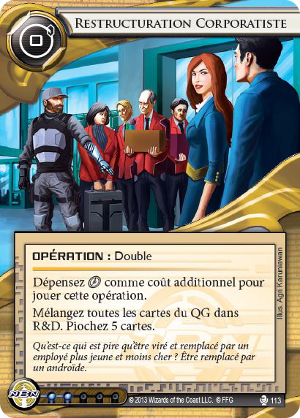 0
RESTRUCTURATION CORPORATISTE
OPÉRATION : Double
Dépensez comme coût additionnel pour
jouer cette opération.
Mélangez toutes les cartes du QG dans
R&D. Piochez 5 cartes.
Qu'est-ce qui est pire qu'être viré et remplacé par un
employé plus jeune et moins cher ? Être remplacé par
un androïde.
Illus. Agri Karuniawan
NBN
© 2013 Wizards of the Coast LLC. © FFG
113